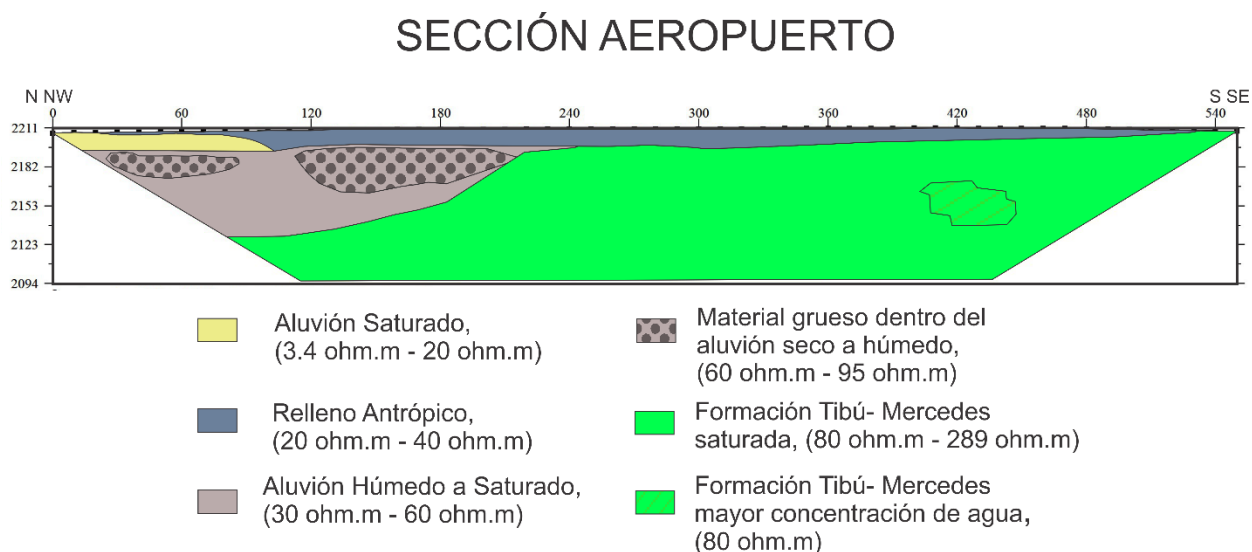 SECCIÓN AEROPUERTO
N NW
S SE
0 60 120 180 240 300 360 420 480 540
2211
2182
2153
2123
2094
Aluvión Saturado,
(3.4 ohm.m - 20 ohm.m)
Relleno Antrópico,
(20 ohm.m - 40 ohm.m)
Aluvión Húmedo a Saturado,
(30 ohm.m - 60 ohm.m)
Material grueso dentro del
aluvión seco a húmedo,
(60 ohm.m - 95 ohm.m)
Formación Tibú- Mercedes
saturada, (80 ohm.m - 289 ohm.m)
Formación Tibú- Mercedes
mayor concentración de agua,
(80 ohm.m)